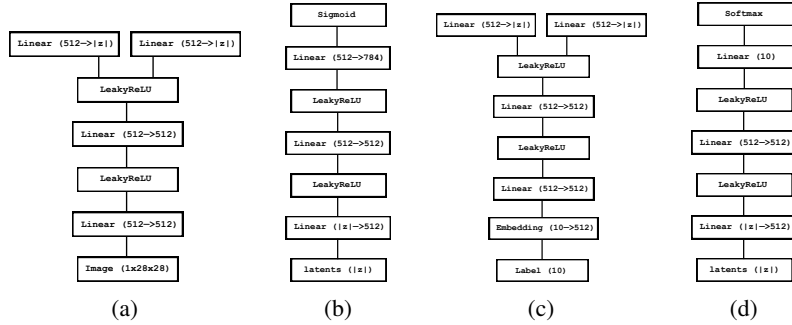 Linear (512—>|z|) Linear (512—>|z|)
LeakyReLU
Linear (512—>512)
LeakyReLU
Linear (512—>512)
Image (1x28x28)
(a)
Sigmoid
Linear (512—>784)
LeakyReLU
Linear (512—>512)
LeakyReLU
Linear (|z|—>512)
latents (|z|)
(b)
Linear (512—>|z|) Linear (512—>|z|)
LeakyReLU
Linear (512—>512)
LeakyReLU
Linear (512—>512)
Embedding (10—>512)
Label (10)
(c)
Softmax
Linear (10)
LeakyReLU
Linear (512—>512)
LeakyReLU
Linear (|z|—>512)
latents (|z|)
(d)